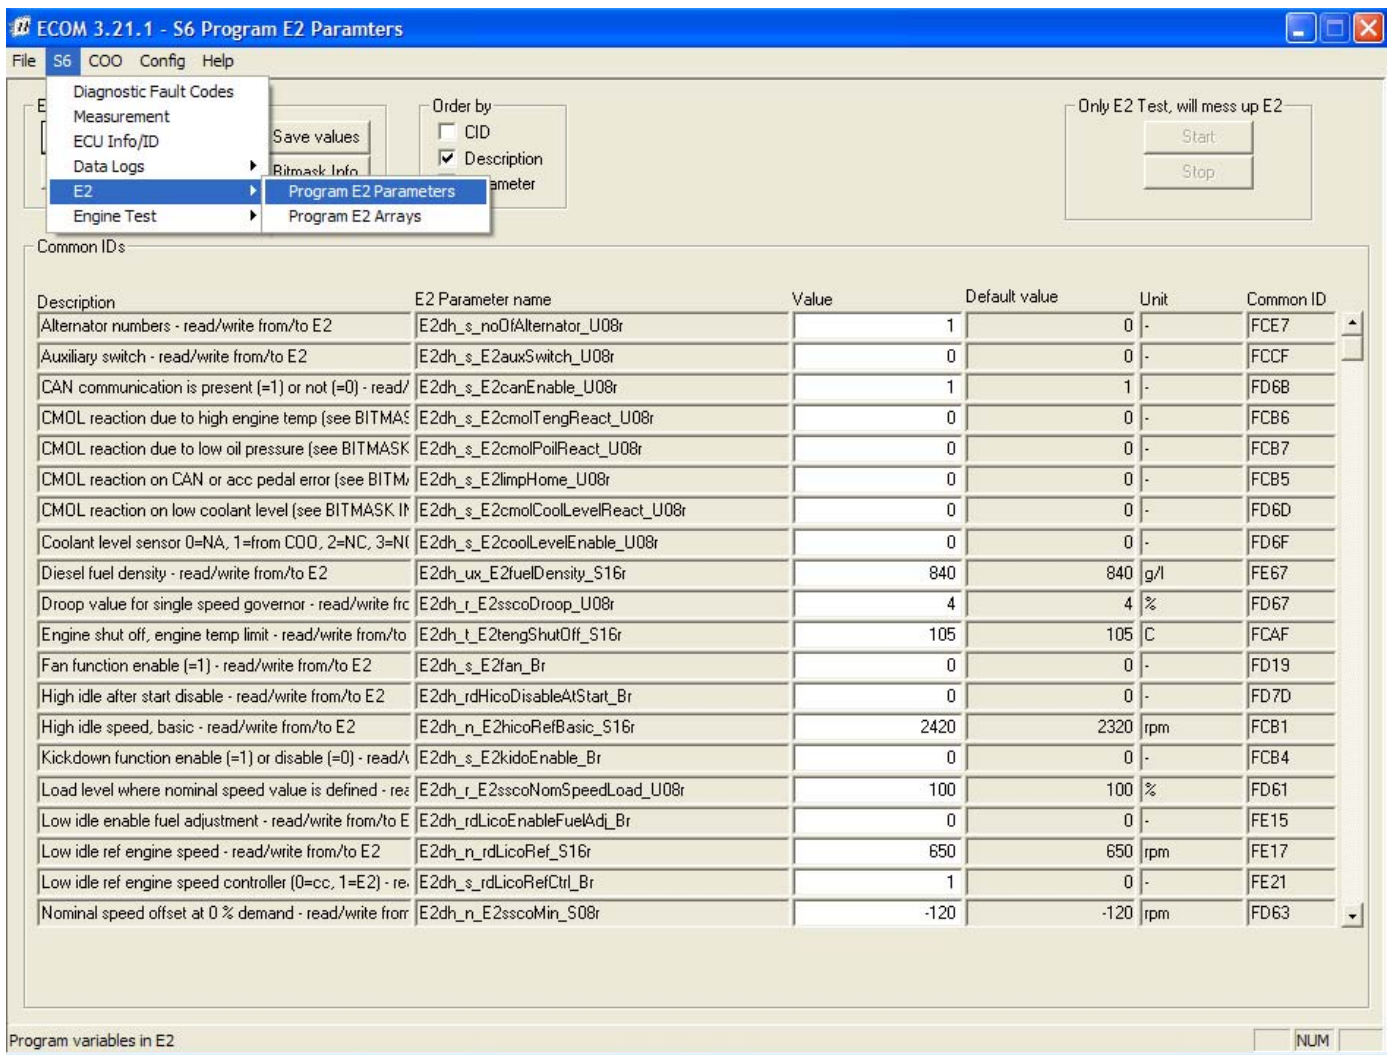 ECOM 3.21.1 - S6 Program E2 Paramters
File S6 COO Config Help
Diagnostic Fault Codes
Measurement
ECU Info/ID
Data Logs
E2
Engine Test
Program E2 Parameters
Program E2 Arrays
E
Save values
Bitmask Info
Order by
CID
Description
ameter
Only E2 Test, will mess up E2
Start
Stop
Common IDs
Description E2 Parameter name Value Default value Unit Common ID
Alternator numbers - read/write from/to E2 E2dh_s_noOfAlternator_U08r 1 0 - FCE7
Auxiliary switch - read/write from/to E2 E2dh_s_E2auxSwitch_U08r 0 0 - FCCF
CAN communication is present (=1) or not (=0) - read/ E2dh_s_E2canEnable_U08r 1 1 - FD6B
CMOL reaction due to high engine temp (see BITMAS E2dh_s_E2cmolTengReact_U08r 0 0 - FCB6
CMOL reaction due to low oil pressure (see BITMASK E2dh_s_E2cmolPoilReact_U08r 0 0 - FCB7
CMOL reaction on CAN or acc pedal error (see BITM E2dh_s_E2limpHome_U08r 0 0 - FCB5
CMOL reaction on low coolant level (see BITMASK IN E2dh_s_E2cmolCoolLevelReact_U08r 0 0 - FD6D
Coolant level sensor 0=NA, 1=from COO, 2=NC, 3=N E2dh_s_E2coolLevelEnable_U08r 0 0 - FD6F
Diesel fuel density - read/write from/to E2 E2dh_ux_E2fuelDensity_S16r 840 840 g/l FE67
Droop value for single speed governor - read/write fro E2dh_r_E2sscoDroop_U08r 4 4 % FD67
Engine shut off, engine temp limit - read/write from/to E2dh_t_E2tengShutOff_S16r 105 105 C FCAF
Fan function enable (=1) - read/write from/to E2 E2dh_s_E2fan_Br 0 0 - FD19
High idle after start disable - read/write from/to E2 E2dh_rdHicoDisableAtStart_Br 0 0 - FD7D
High idle speed, basic - read/write from/to E2 E2dh_n_E2hicoRefBasic_S16r 2420 2320 rpm FCB1
Kickdown function enable (=1) or disable (=0) - read/ E2dh_s_E2kidoEnable_Br 0 0 - FCB4
Load level where nominal speed value is defined - rea E2dh_r_E2sscoNomSpeedLoad_U08r 100 100 % FD61
Low idle enable fuel adjustment - read/write from/to E E2dh_rdLicoEnableFuelAdj_Br 0 0 - FE15
Low idle ref engine speed - read/write from/to E2 E2dh_n_rdLicoRef_S16r 650 650 rpm FE17
Low idle ref engine speed controller (0=cc, 1=E2) - re E2dh_s_rdLicoRefCtrl_Br 1 0 - FE21
Nominal speed offset at 0 % demand - read/write from E2dh_n_E2sscoMin_S08r -120 -120 rpm FD63
Program variables in E2 NUM